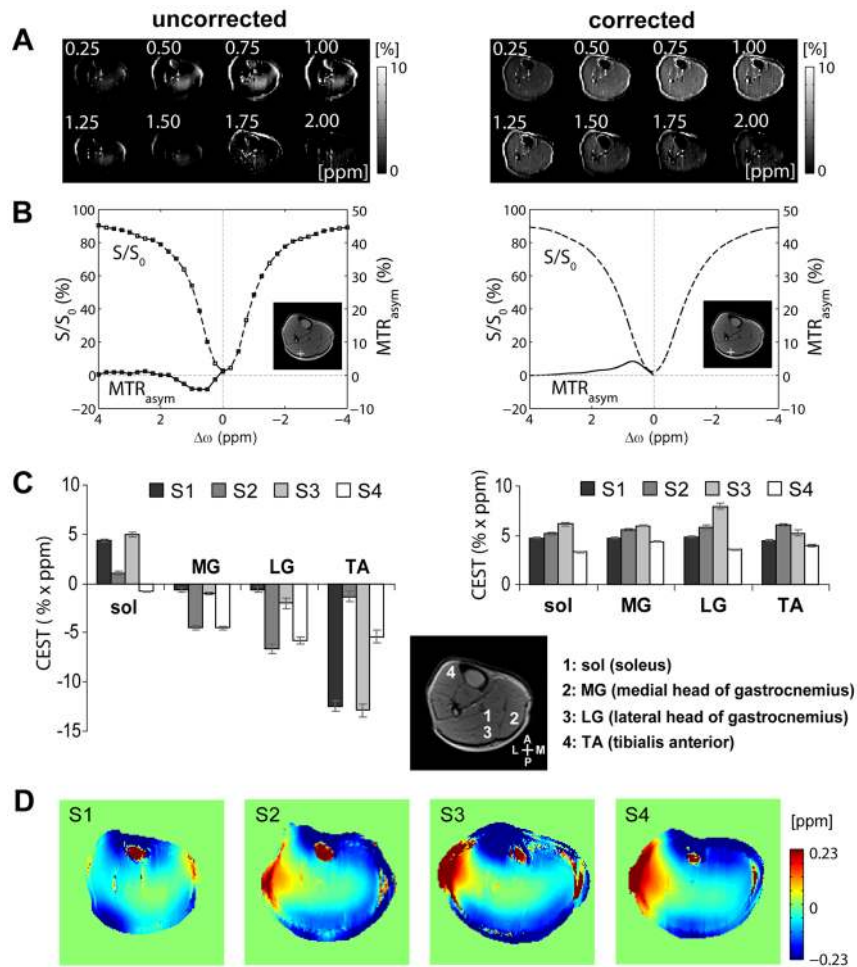 uncorrected
corrected
A
0.25 0.50 0.75 1.00 [%]
10
1.25 1.50 1.75 2.00
[ppm]
0
0.25 0.50 0.75 1.00 [%]
10
1.25 1.50 1.75 2.00
[ppm]
0
B
100
80
60
40
20
0
−20
S/S0 (%)
50
40
30
20
10
0
−10
MTRasym (%)
S/S0
MTRasym
4 2 0 −2 −4
Δω (ppm)
100
80
60
40
20
0
−20
S/S0 (%)
50
40
30
20
10
0
−10
MTRasym (%)
S/S0
MTRasym
4 2 0 −2 −4
Δω (ppm)
C
S1 S2 S3 S4
10
5
0
-5
-10
-15
CEST ( % x ppm)
sol MG LG TA
S1 S2 S3 S4
10
5
0
CEST (% x ppm)
sol MG LG TA
4
1
2
3
A
L M
P
1: sol (soleus)
2: MG (medial head of gastrocnemius)
3: LG (lateral head of gastrocnemius)
4: TA (tibialis anterior)
D
S1 S2 S3 S4
[ppm]
0.23
0
−0.23